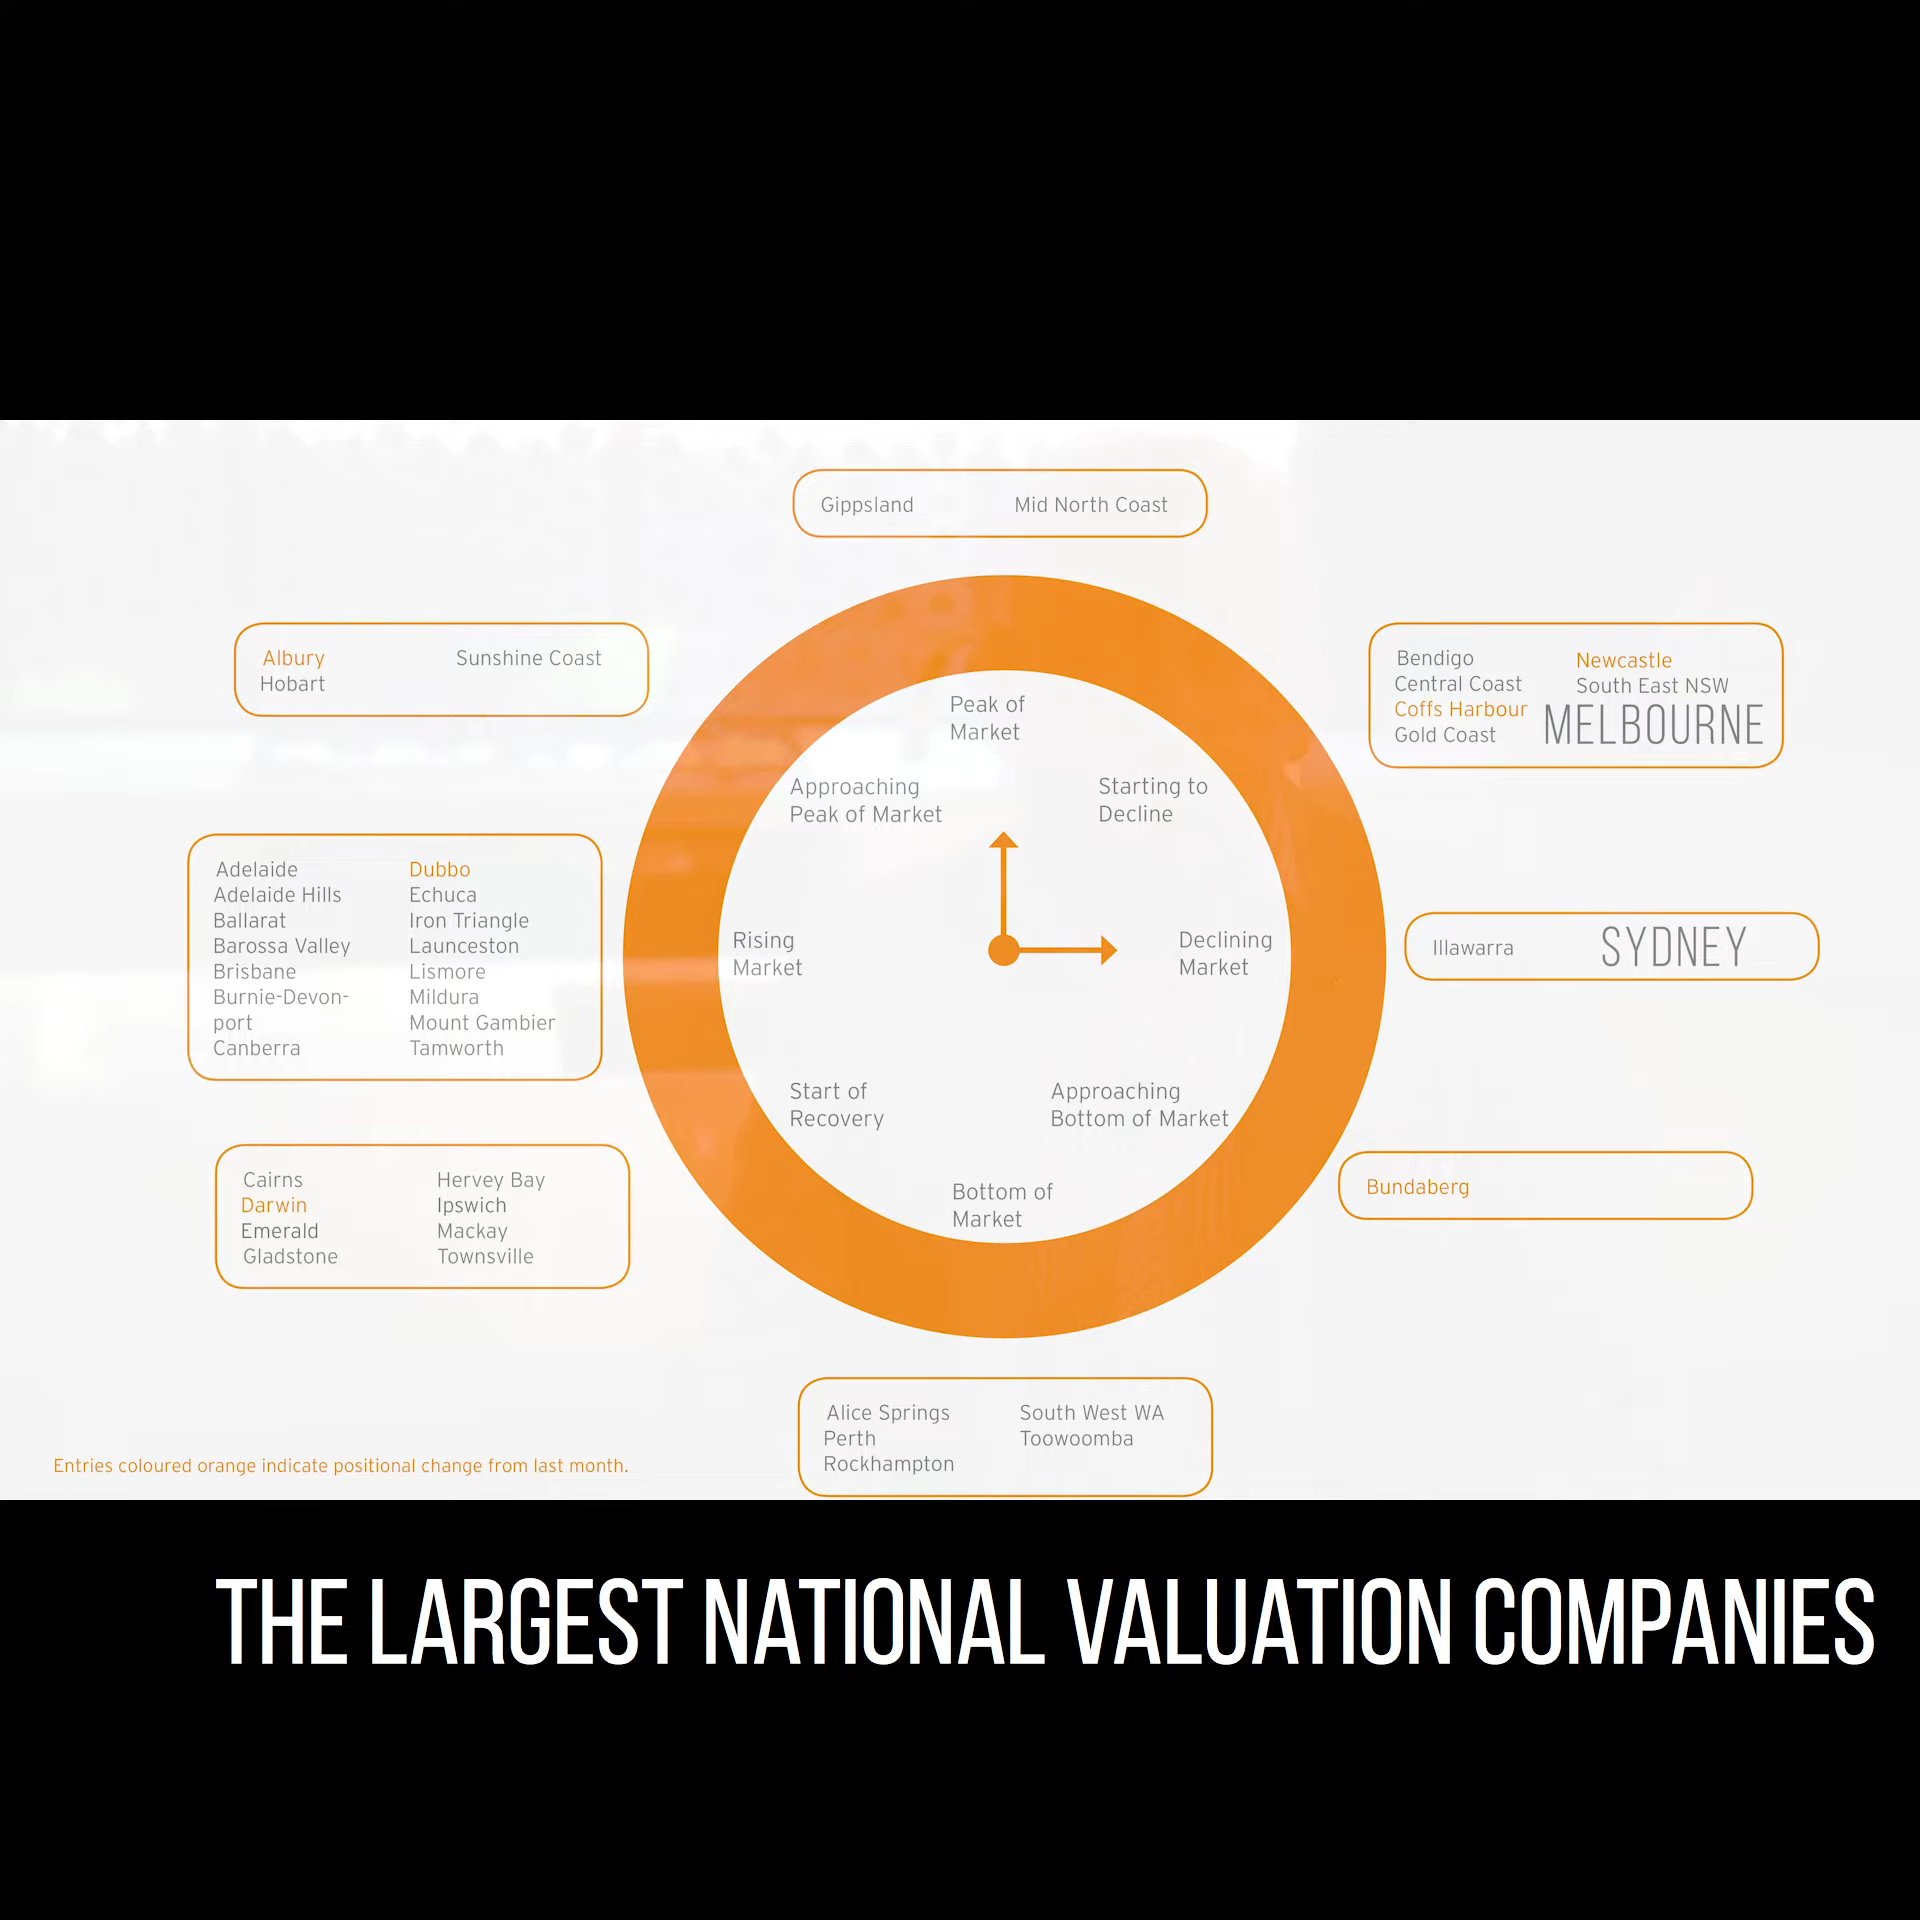 Gippsland Mid North Coast
Albury Sunshine Coast
Hobart
Bendigo Newcastle
Central Coast South East NSW
Coffs Harbour MELBOURNE
Gold Coast
Peak of
Market
Approaching
Peak of Market
Starting to
Decline
Adelaide Dubbo
Adelaide Hills Echuca
Ballarat Iron Triangle
Barossa Valley Launceston
Brisbane Lismore
Burnie-Devon- Mildura
port Mount Gambier
Canberra Tamworth
Rising
Market
Declining
Market
Illawarra SYDNEY
Start of
Recovery
Approaching
Bottom of Market
Cairns Hervey Bay
Darwin Ipswich
Emerald Mackay
Gladstone Townsville
Bottom of
Market
Bundaberg
Alice Springs South West WA
Perth Toowoomba
Rockhampton
Entries coloured orange indicate positional change from last month.
THE LARGEST NATIONAL VALUATION COMPANIES